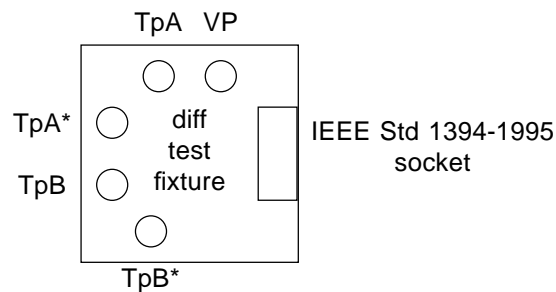 TpA VP
TpA*
diff
test
fixture
IEEE Std 1394-1995
socket
TpB
TpB*